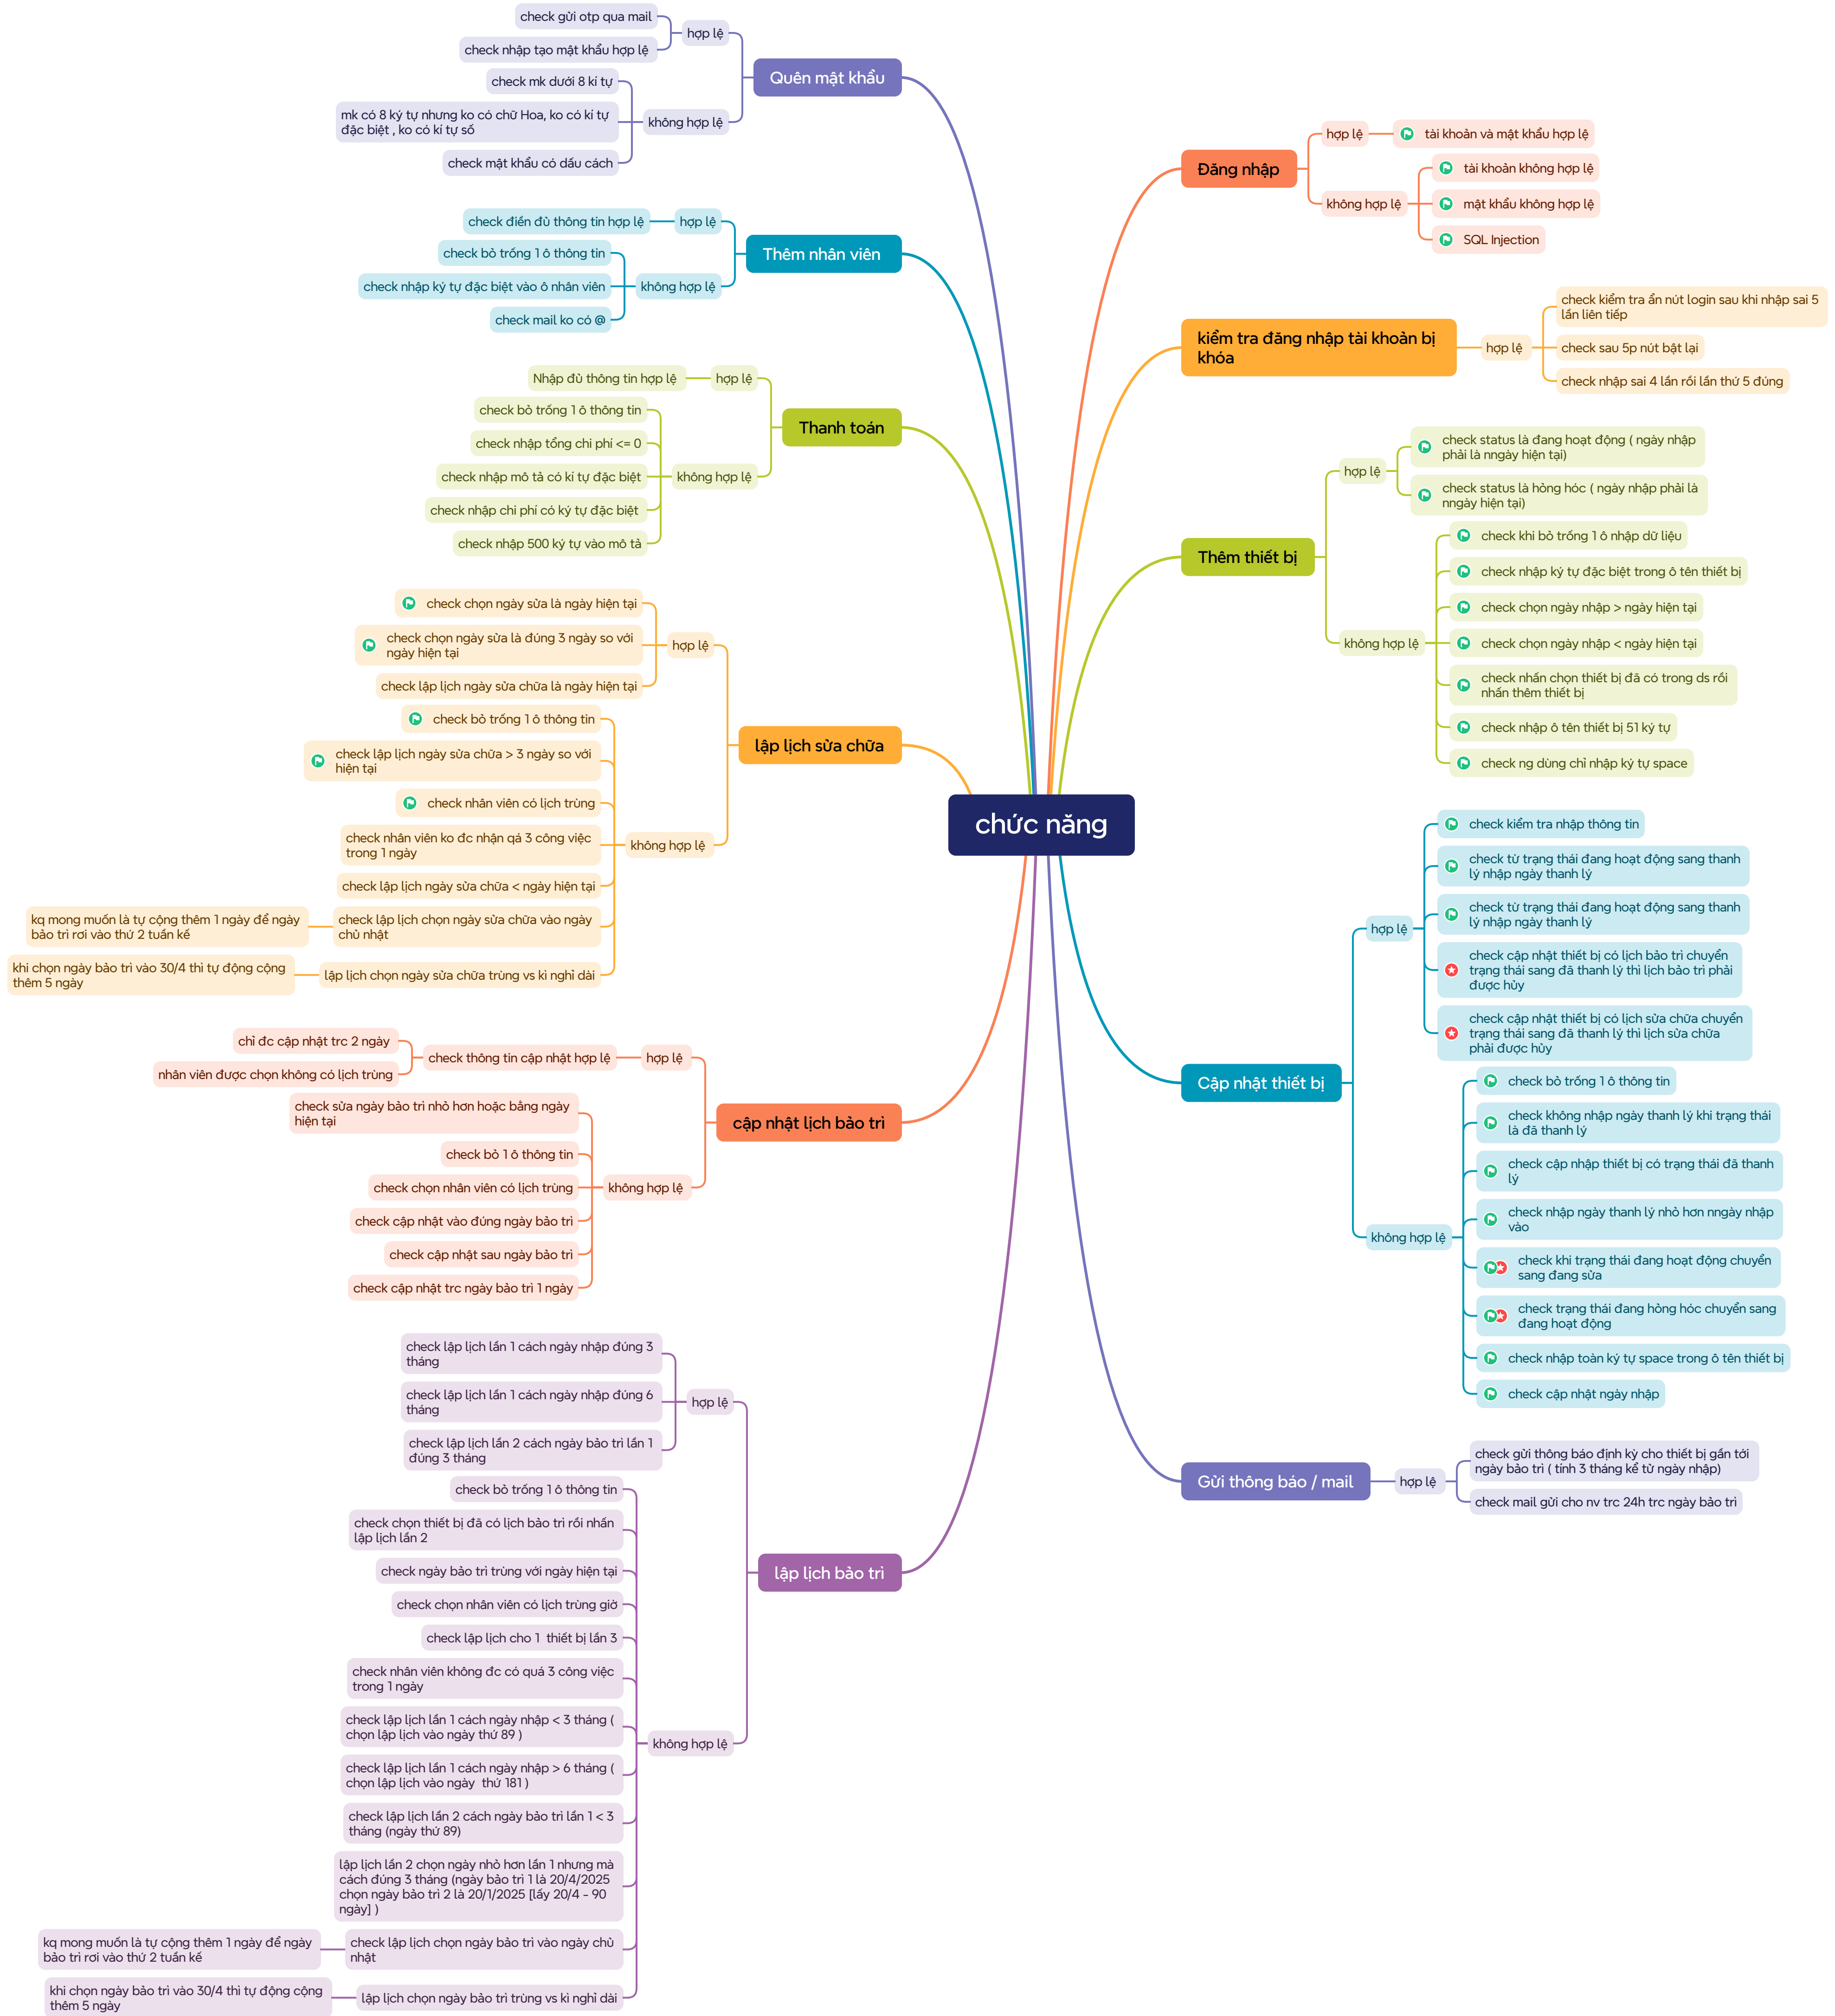 chức năng
Quên mật khẩu
hợp lệ
check gửi otp qua mail
check nhập tạo mật khẩu hợp lệ
không hợp lệ
check mk dưới 8 kí tự
mk có 8 ký tự nhưng ko có chữ Hoa, ko có kí tự
đặc biệt , ko có kí tự số
check mật khẩu có dấu cách
Thêm nhân viên
hợp lệ
check điền đủ thông tin hợp lệ
không hợp lệ
check bỏ trống 1 ô thông tin
check nhập ký tự đặc biệt vào ô nhân viên
check mail ko có @
Thanh toán
hợp lệ
Nhập đủ thông tin hợp lệ
không hợp lệ
check bỏ trống 1 ô thông tin
check nhập tổng chi phí <= 0
check nhập mô tả có kí tự đặc biệt
check nhập chi phí có ký tự đặc biệt
check nhập 500 ký tự vào mô tả
lập lịch sửa chữa
hợp lệ
check chọn ngày sửa là ngày hiện tại
check chọn ngày sửa là đúng 3 ngày so với
ngày hiện tại
check lập lịch ngày sửa chữa là ngày hiện tại
không hợp lệ
check bỏ trống 1 ô thông tin
check lập lịch ngày sửa chữa > 3 ngày so với
hiện tại
check nhân viên có lịch trùng
check nhân viên ko đc nhận qá 3 công việc
trong 1 ngày
check lập lịch ngày sửa chữa < ngày hiện tại
check lập lịch chọn ngày sửa chữa vào ngày
chủ nhật
kq mong muốn là tự cộng thêm 1 ngày để ngày
bảo trì rơi vào thứ 2 tuần kế
lập lịch chọn ngày sửa chữa trùng vs kì nghỉ dài
khi chọn ngày bảo trì vào 30/4 thì tự động cộng
thêm 5 ngày
cập nhật lịch bảo trì
hợp lệ
check thông tin cập nhật hợp lệ
chỉ đc cập nhật trc 2 ngày
nhân viên được chọn không có lịch trùng
không hợp lệ
check sửa ngày bảo trì nhỏ hơn hoặc bằng ngày
hiện tại
check bỏ 1 ô thông tin
check chọn nhân viên có lịch trùng
check cập nhật vào đúng ngày bảo trì
check cập nhật sau ngày bảo trì
check cập nhật trc ngày bảo trì 1 ngày
lập lịch bảo trì
hợp lệ
check lập lịch lần 1 cách ngày nhập đúng 3
tháng
check lập lịch lần 1 cách ngày nhập đúng 6
tháng
check lập lịch lần 2 cách ngày bảo trì lần 1
đúng 3 tháng
không hợp lệ
check bỏ trống 1 ô thông tin
check chọn thiết bị đã có lịch bảo trì rồi nhấn
lập lịch lần 2
check ngày bảo trì trùng với ngày hiện tại
check chọn nhân viên có lịch trùng giờ
check lập lịch cho 1 thiết bị lần 3
check nhân viên không đc có quá 3 công việc
trong 1 ngày
check lập lịch lần 1 cách ngày nhập < 3 tháng (
chọn lập lịch vào ngày thứ 89 )
check lập lịch lần 1 cách ngày nhập > 6 tháng (
chọn lập lịch vào ngày thứ 181 )
check lập lịch lần 2 cách ngày bảo trì lần 1 < 3
tháng (ngày thứ 89)
lập lịch lần 2 chọn ngày nhỏ hơn lần 1 nhưng mà
cách đúng 3 tháng (ngày bảo trì 1 là 20/4/2025
chọn ngày bảo trì 2 là 20/1/2025 [lấy 20/4 - 90
ngày] )
check lập lịch chọn ngày bảo trì vào ngày chủ
nhật
kq mong muốn là tự cộng thêm 1 ngày để ngày
bảo trì rơi vào thứ 2 tuần kế
lập lịch chọn ngày bảo trì trùng vs kì nghỉ dài
khi chọn ngày bảo trì vào 30/4 thì tự động cộng
thêm 5 ngày
Đăng nhập
hợp lệ
tài khoản và mật khẩu hợp lệ
không hợp lệ
tài khoản không hợp lệ
mật khẩu không hợp lệ
SQL Injection
kiểm tra đăng nhập tài khoản bị
khóa
hợp lệ
check kiểm tra ẩn nút login sau khi nhập sai 5
lần liên tiếp
check sau 5p nút bật lại
check nhập sai 4 lần rồi lần thứ 5 đúng
Thêm thiết bị
hợp lệ
check status là đang hoạt động ( ngày nhập
phải là nngày hiện tại)
check status là hỏng hóc ( ngày nhập phải là
nngày hiện tại)
không hợp lệ
check khi bỏ trống 1 ô nhập dữ liệu
check nhập ký tự đặc biệt trong ô tên thiết bị
check chọn ngày nhập > ngày hiện tại
check chọn ngày nhập < ngày hiện tại
check nhấn chọn thiết bị đã có trong ds rồi
nhấn thêm thiết bị
check nhập ô tên thiết bị 51 ký tự
check ng dùng chỉ nhập ký tự space
Cập nhật thiết bị
hợp lệ
check kiểm tra nhập thông tin
check từ trạng thái đang hoạt động sang thanh
lý nhập ngày thanh lý
check từ trạng thái đang hoạt động sang thanh
lý nhập ngày thanh lý
check cập nhật thiết bị có lịch bảo trì chuyển
trạng thái sang đã thanh lý thì lịch bảo trì phải
được hủy
check cập nhật thiết bị có lịch sửa chữa chuyển
trạng thái sang đã thanh lý thì lịch sửa chữa
phải được hủy
không hợp lệ
check bỏ trống 1 ô thông tin
check không nhập ngày thanh lý khi trạng thái
là đã thanh lý
check cập nhập thiết bị có trạng thái đã thanh
lý
check nhập ngày thanh lý nhỏ hơn nngày nhập
vào
check khi trạng thái đang hoạt động chuyển
sang đang sửa
check trạng thái đang hỏng hóc chuyển sang
đang hoạt động
check nhập toàn ký tự space trong ô tên thiết bị
check cập nhật ngày nhập
Gửi thông báo / mail
hợp lệ
check gửi thông báo định kỳ cho thiết bị gần tới
ngày bảo trì ( tính 3 tháng kể từ ngày nhập)
check mail gửi cho nv trc 24h trc ngày bảo trì